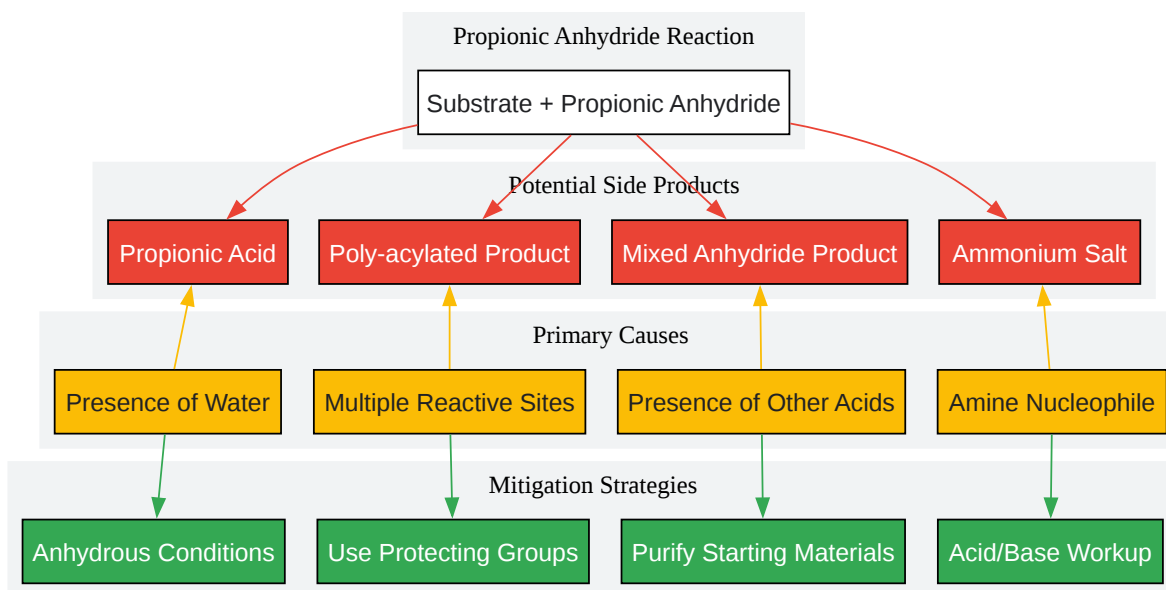 Propionic Anhydride Reaction
Substrate + Propionic Anhydride
Potential Side Products
Propionic Acid
Poly-acylated Product
Mixed Anhydride Product
Ammonium Salt
Primary Causes
Presence of Water
Multiple Reactive Sites
Presence of Other Acids
Amine Nucleophile
Mitigation Strategies
Anhydrous Conditions
Use Protecting Groups
Purify Starting Materials
Acid/Base Workup